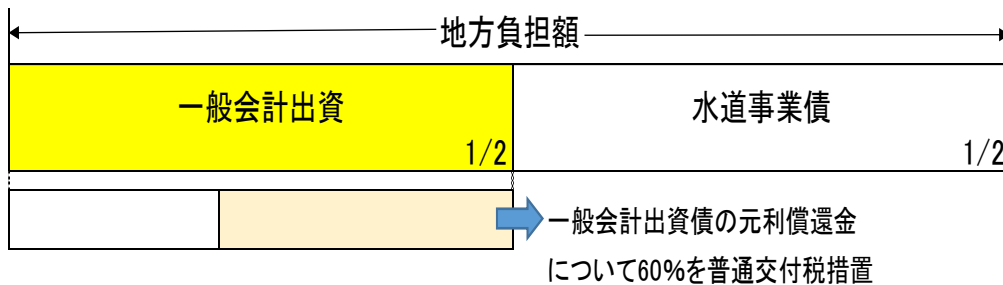 地方負担額
一般会計出資
1/2
水道事業債
1/2
一般会計出資債の元利償還金
について60%を普通交付税措置